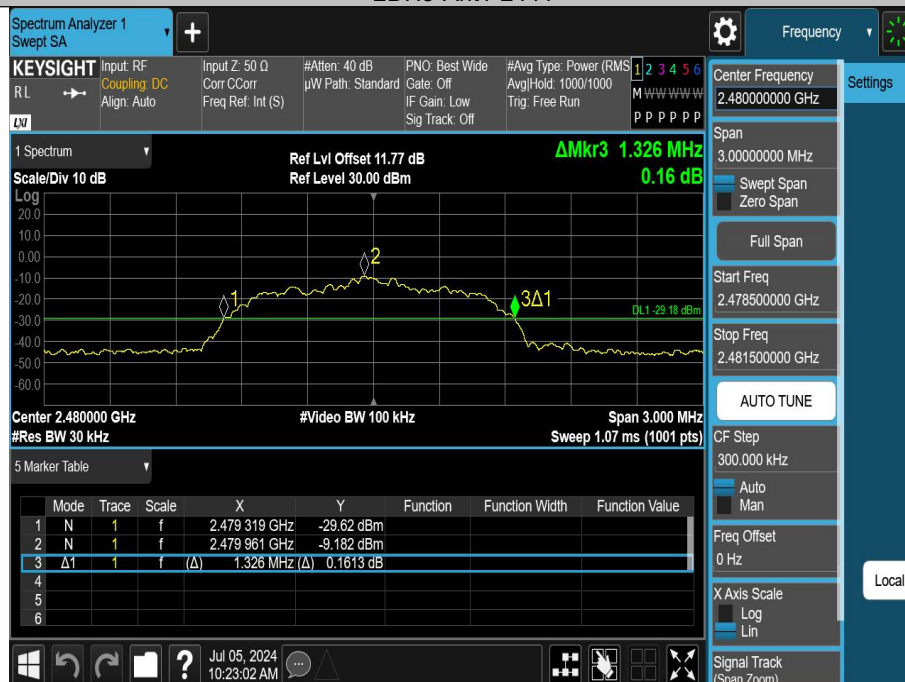 Spectrum Analyzer 1
Swept SA
+
Frequency
KEYSIGHT
RL
LXI
Input: RF
Coupling: DC
Align: Auto
Input Z: 50 Ω
Corr CCorr
Freq Ref: Int (S)
#Atten: 40 dB
µW Path: Standard
PNO: Best Wide
Gate: Off
IF Gain: Low
Sig Track: Off
#Avg Type: Power (RMS
Avg|Hold: 1000/1000
Trig: Free Run
1 2 3 4 5 6
M W W W W W
P P P P P P
1 Spectrum
Scale/Div 10 dB
Ref Lvl Offset 11.77 dB
Ref Level 30.00 dBm
ΔMkr3 1.326 MHz
0.16 dB
Log
20.0
10.0
0.00
-10.0
-20.0
-30.0
-40.0
-50.0
-60.0
1
2
3Δ1
DL1 -29.18 dBm
Center 2.480000 GHz
#Res BW 30 kHz
#Video BW 100 kHz
Span 3.000 MHz
Sweep 1.07 ms (1001 pts)
5 Marker Table
Mode Trace Scale X Y Function Function Width Function Value
1 N 1 f 2.479 319 GHz -29.62 dBm
2 N 1 f 2.479 961 GHz -9.182 dBm
3 Δ1 1 f (Δ) 1.326 MHz (Δ) 0.1613 dB
4
5
6
?
Jul 05, 2024
10:23:02 AM
Center Frequency
2.480000000 GHz
Span
3.00000000 MHz
Swept Span
Zero Span
Full Span
Start Freq
2.478500000 GHz
Stop Freq
2.481500000 GHz
AUTO TUNE
CF Step
300.000 kHz
Auto
Man
Freq Offset
0 Hz
X Axis Scale
Log
Lin
Signal Track
(Span Zoom)
Settings
Local